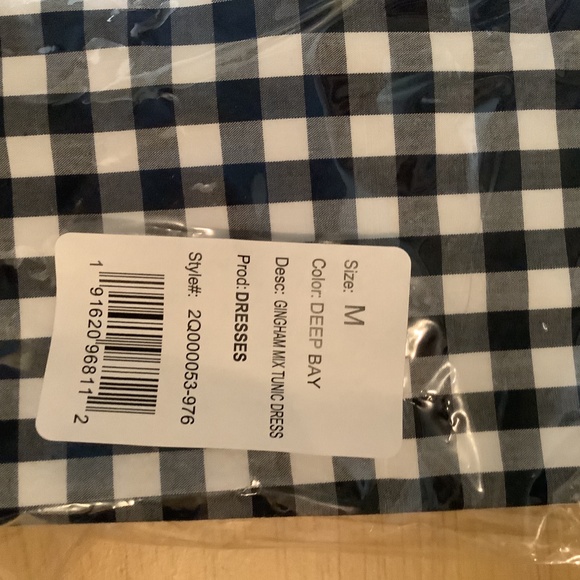 Size: M
Color: DEEP BAY
Desc: GINGHAM MIX TUNIC DRESS
Prod: DRESSES
Style#: 2Q000053-976
1 91620 96811 2